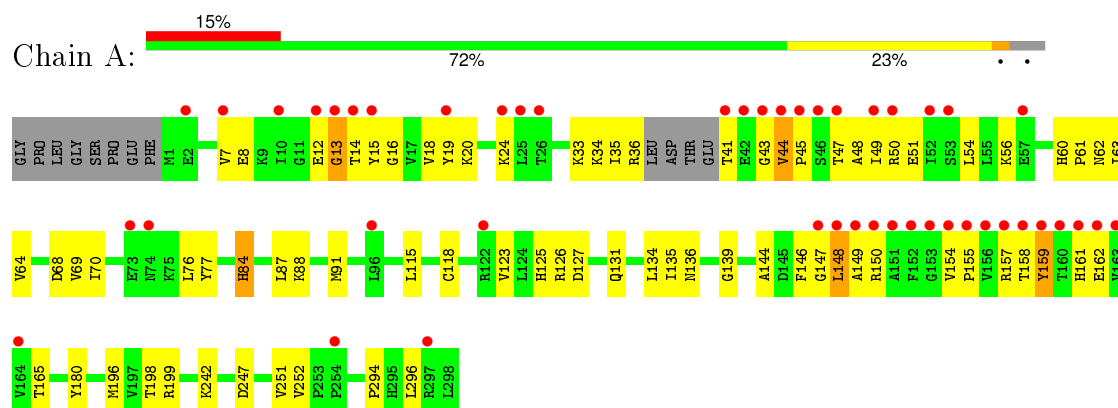 15%
Chain A:
72% 23% • •
GLY PRO LEU GLY SER PRO GLU PHE M1 E2 V7 E8 K9 I10 G11 E12 G13 T14 Y15 G16 V17 V18 Y19 K20 K24 L25 T26 K33 K34 I35 R36 LEU ASP THR GLU T41 E42 G43 V44 P45 S46 T47 A48 I49 R50 E51 I52 S53 L54 L55 K56 E57 H60 P61 N62 I63
V64 D68 V69 I70 E73 N74 K75 L76 Y77 H84 L87 K88 M91 L96 L115 C118 R122 V123 L124 H125 R126 D127 Q131 L134 I135 N136 G139 A144 D145 F146 G147 L148 A149 R150 A151 F152 G153 V154 P155 V156 R157 T158 Y159 T160 H161 E162 V163
V164 T165 Y180 M196 V197 T198 R199 K242 D247 V251 V252 P253 P254 P294 H295 L296 R297 L298